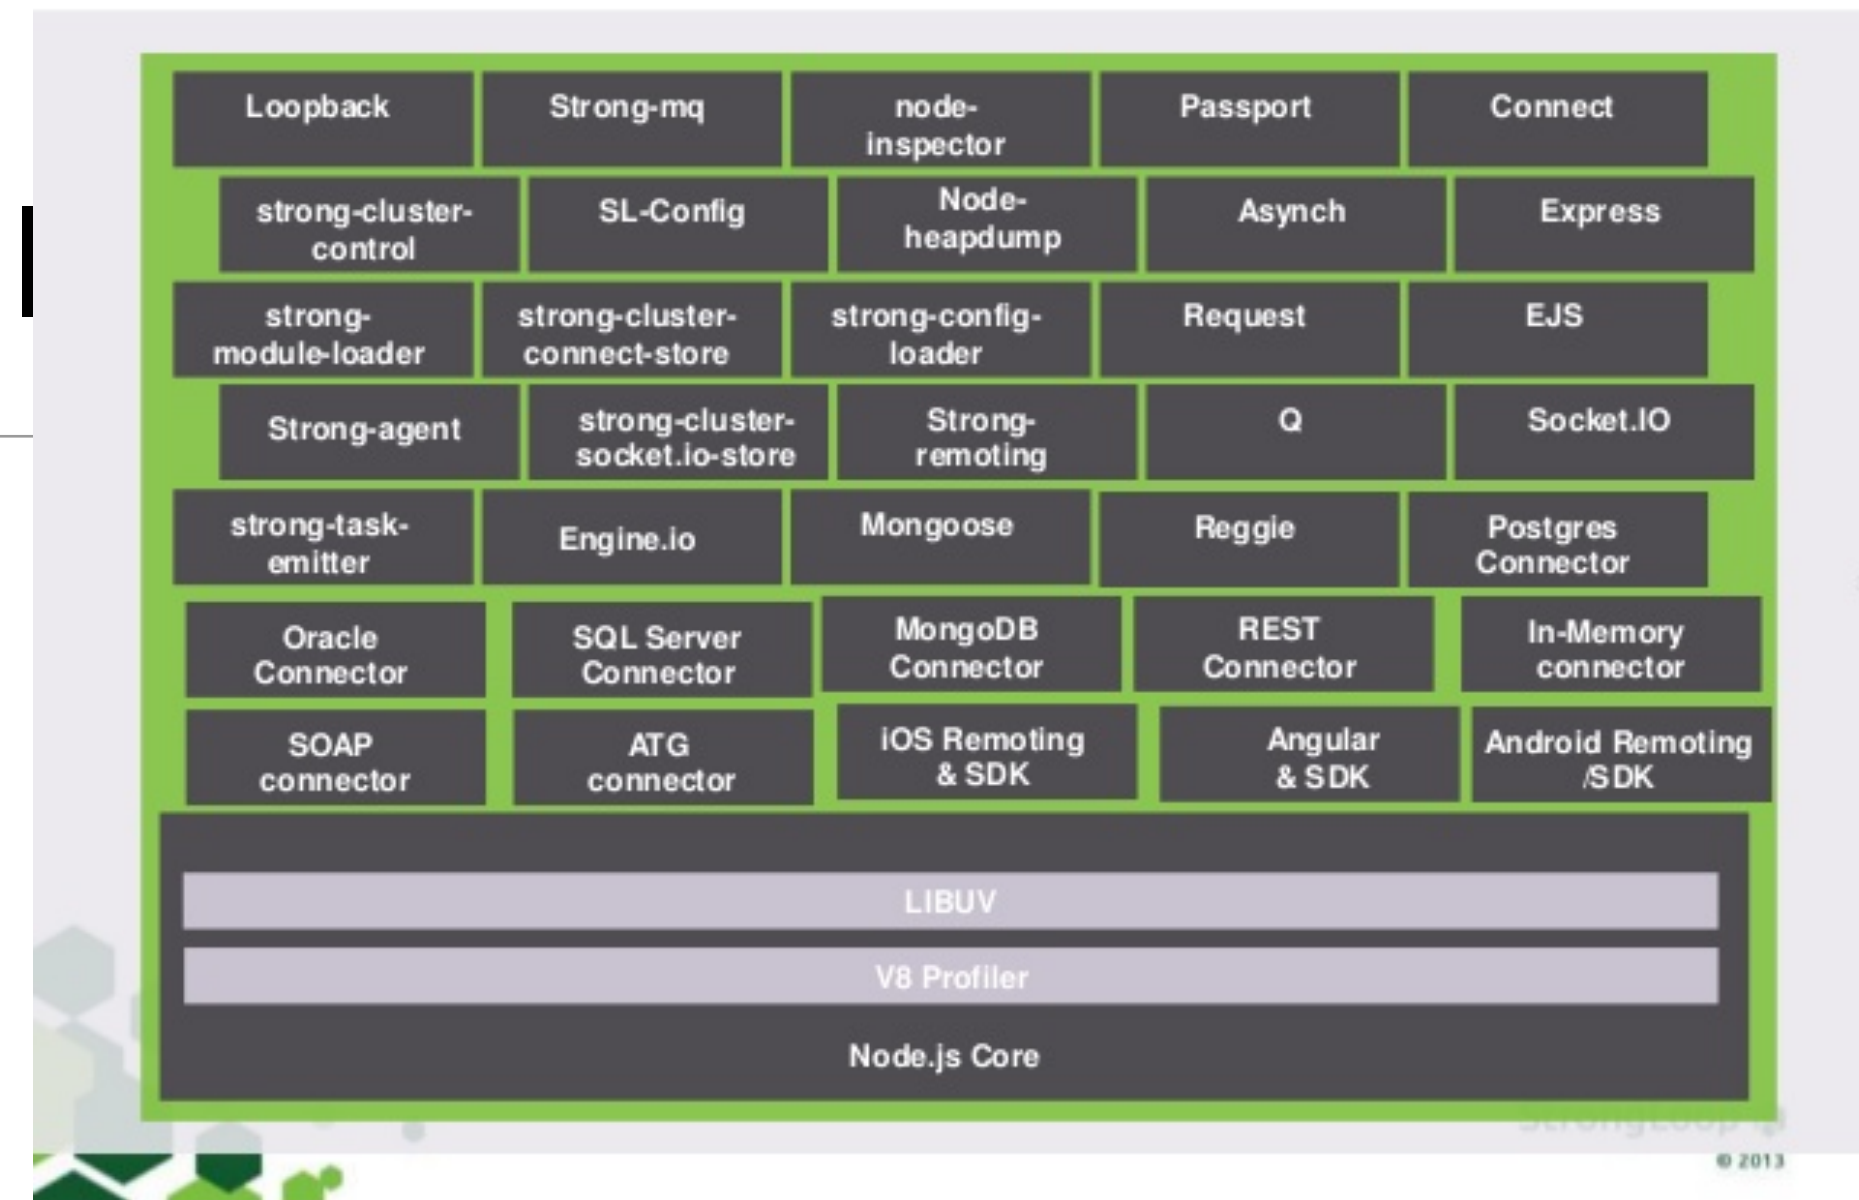 Loopback
Strong-mq
node-
inspector
Passport
Connect
strong-cluster-
control
SL-Config
Node-
heapdump
Asynch
Express
strong-
module-loader
strong-cluster-
connect-store
strong-config-
loader
Request
EJS
Strong-agent
strong-cluster-
socket.io-store
Strong-
remoting
Q
Socket.IO
strong-task-
emitter
Engine.io
Mongoose
Reggie
Postgres
Connector
Oracle
Connector
SQL Server
Connector
MongoDB
Connector
REST
Connector
In-Memory
connector
SOAP
connector
ATG
connector
iOS Remoting
& SDK
Angular
& SDK
Android Remoting
/SDK
LIBUV
V8 Profiler
Node.js Core
StrongLoop
© 2013